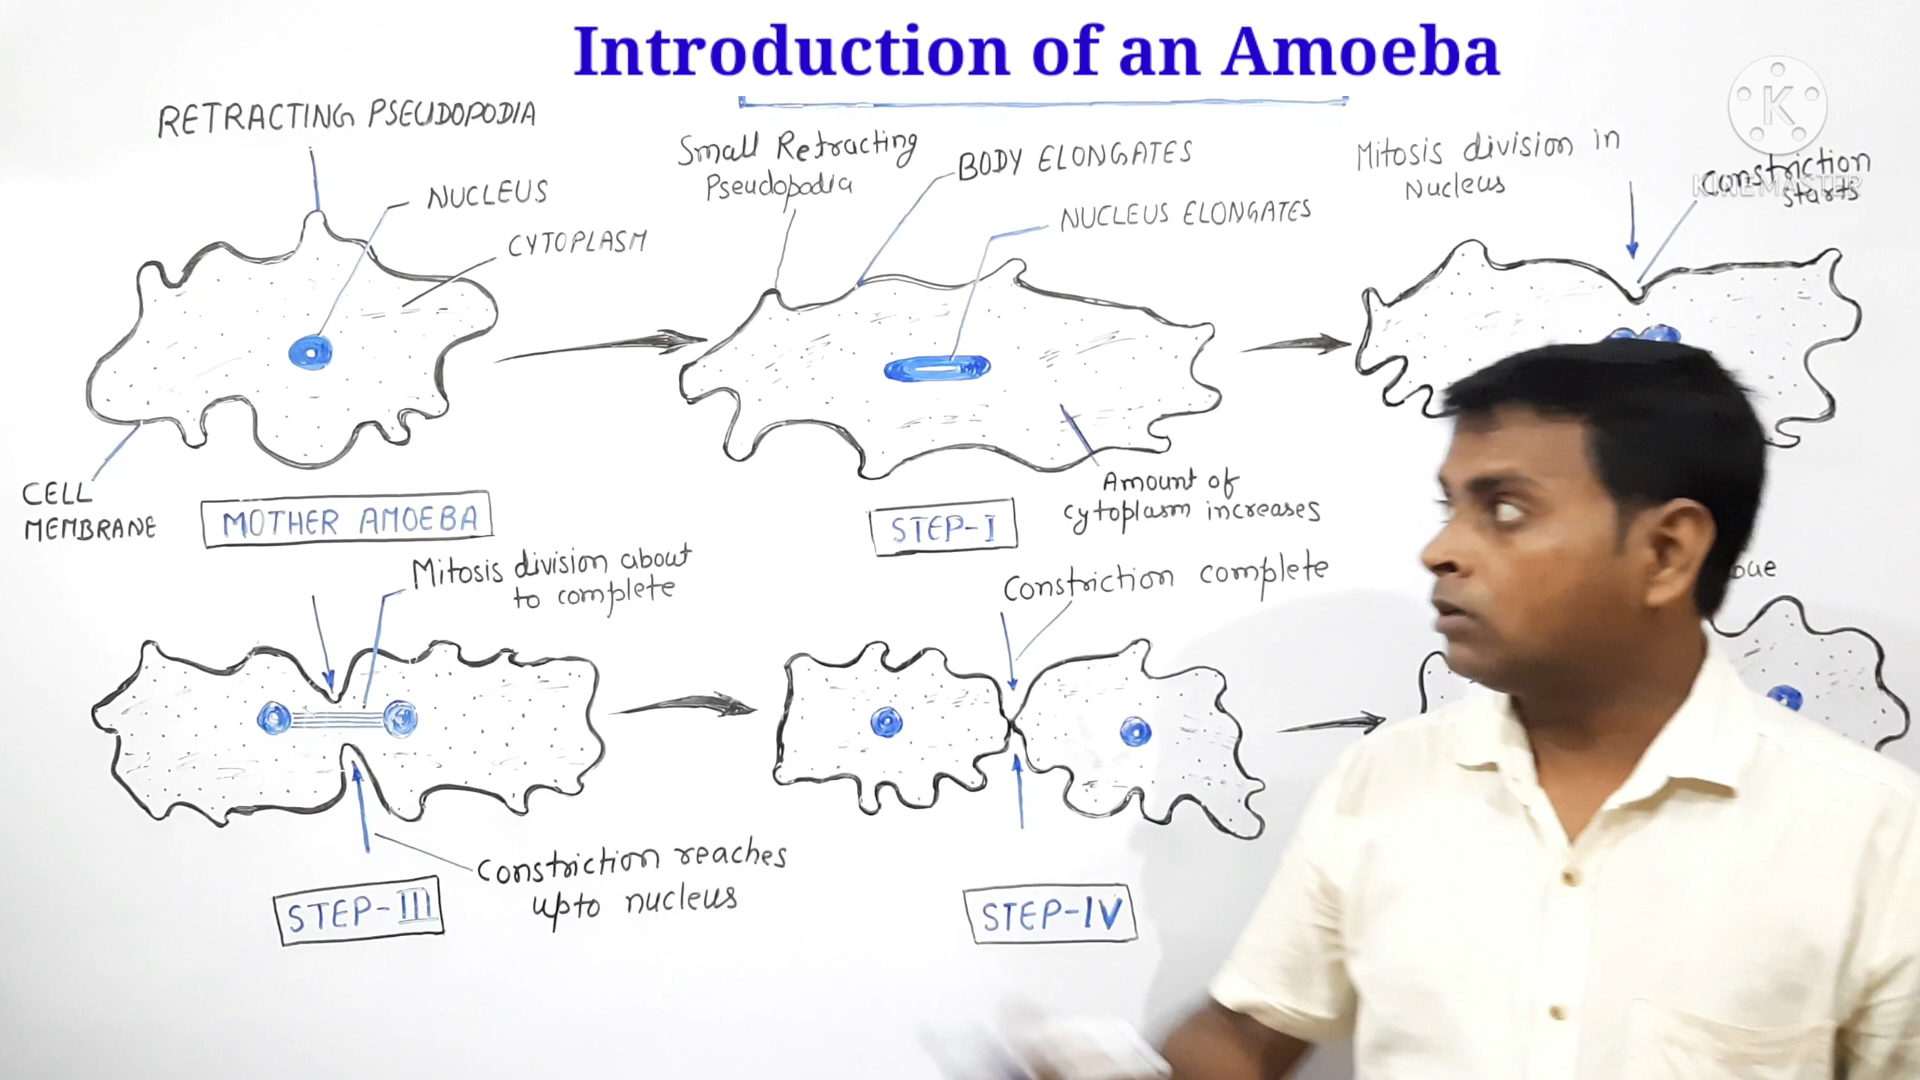 Introduction of an Amoeba
RETRACTING PSEUDOPODIA
NUCLEUS
CYTOPLASM
CELL
MEMBRANE
MOTHER AMOEBA
Small Retracting
Pseudopodia
BODY ELONGATES
NUCLEUS ELONGATES
Amount of
cytoplasm increases
STEP-I
Mitosis division in
Nucleus
K
KINEMASTER
Constriction
starts
Mitosis division about
to complete
Constriction reaches
upto nucleus
STEP-III
Constriction complete
STEP-IV